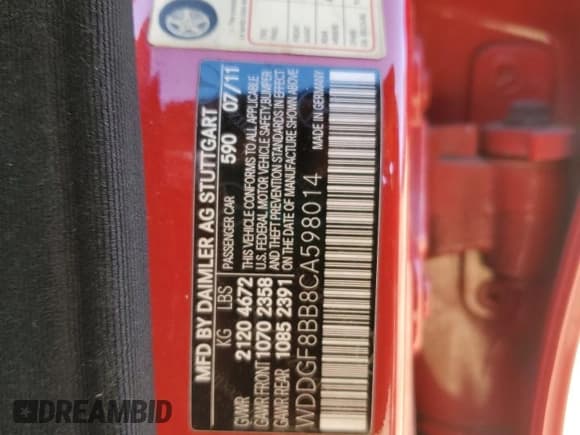 MFD BY DAIMLER AG STUTTGART
KG LBS PASSENGER CAR 590 07/11
GVWR 2120 4672 THIS VEHICLE CONFORMS TO ALL APPLICABLE
GAWR FRONT 1070 2358 U.S. FEDERAL MOTOR VEHICLE SAFETY, BUMPER
GAWR REAR 1085 2391 AND THEFT PREVENTION STANDARDS IN EFFECT
ON THE DATE OF MANUFACTURE SHOWN ABOVE
WDDGF8BB8CA598014 MADE IN GERMANY
DREAMBID